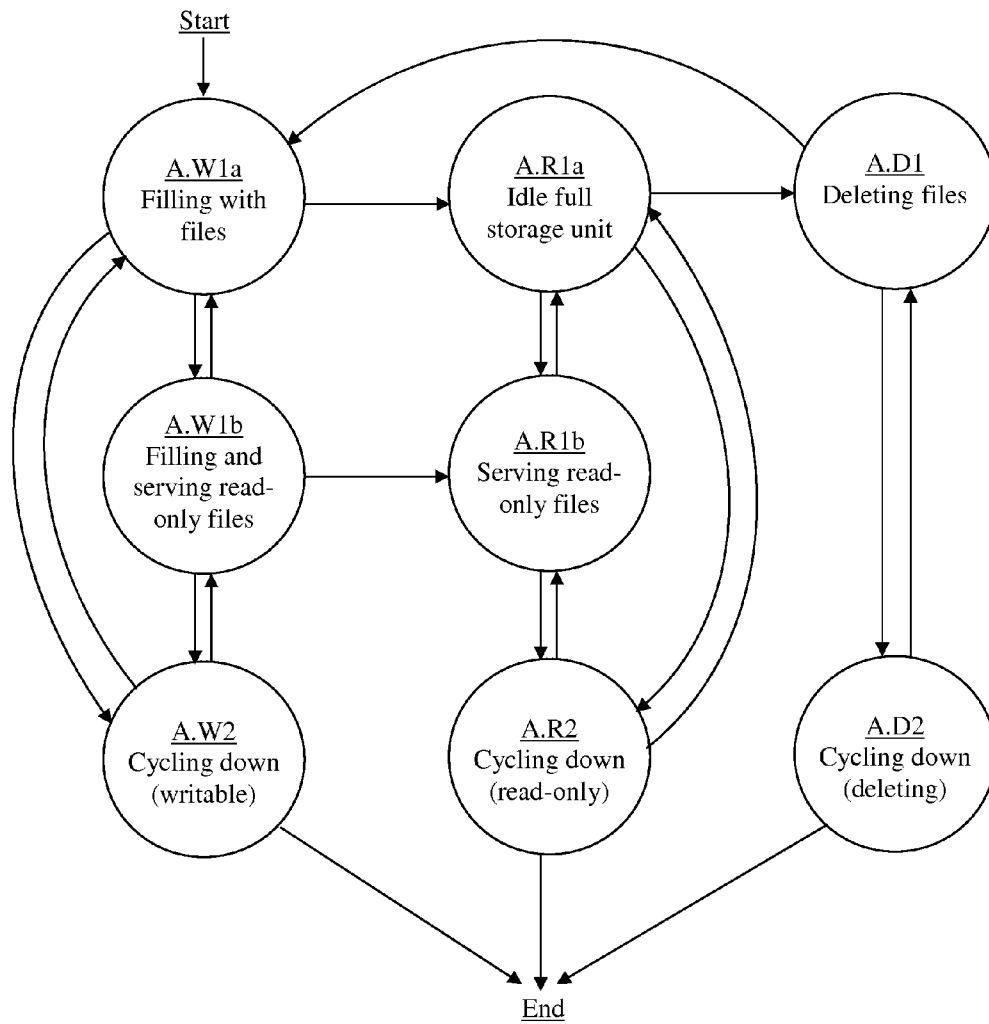 Start
A.W1a
Filling with
files
A.R1a
Idle full
storage unit
A.D1
Deleting files
A.W1b
Filling and
serving read-
only files
A.R1b
Serving read-
only files
A.W2
Cycling down
(writable)
A.R2
Cycling down
(read-only)
A.D2
Cycling down
(deleting)
End